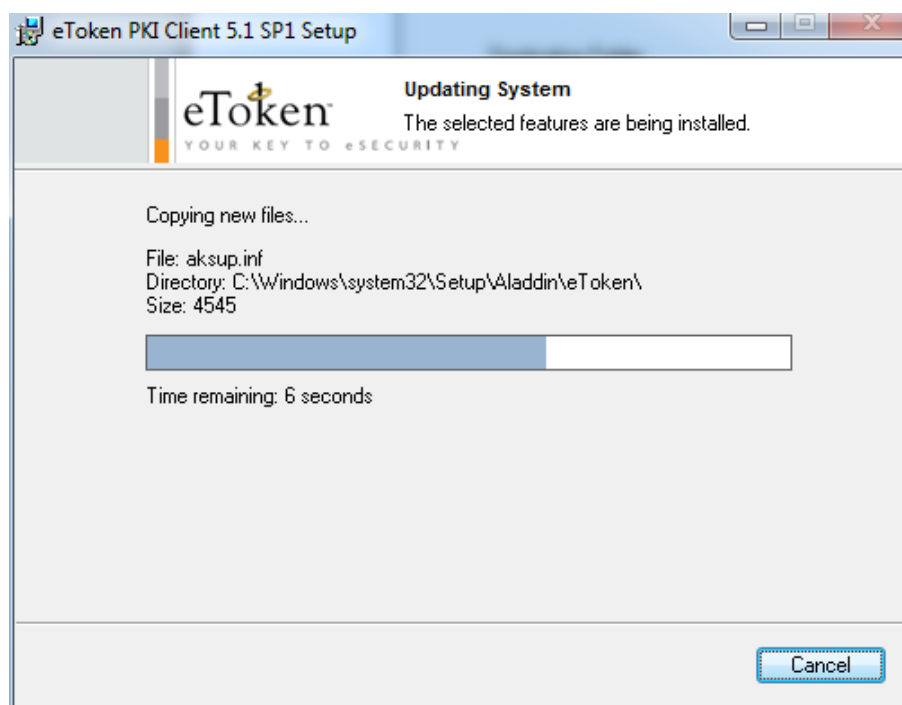 eToken PKI Client 5.1 SP1 Setup
eToken
YOUR KEY TO eSECURITY
Updating System
The selected features are being installed.
Copying new files...
File: aksup.inf
Directory: C:\Windows\system32\Setup\Aladdin\eToken\
Size: 4545
Time remaining: 6 seconds
Cancel